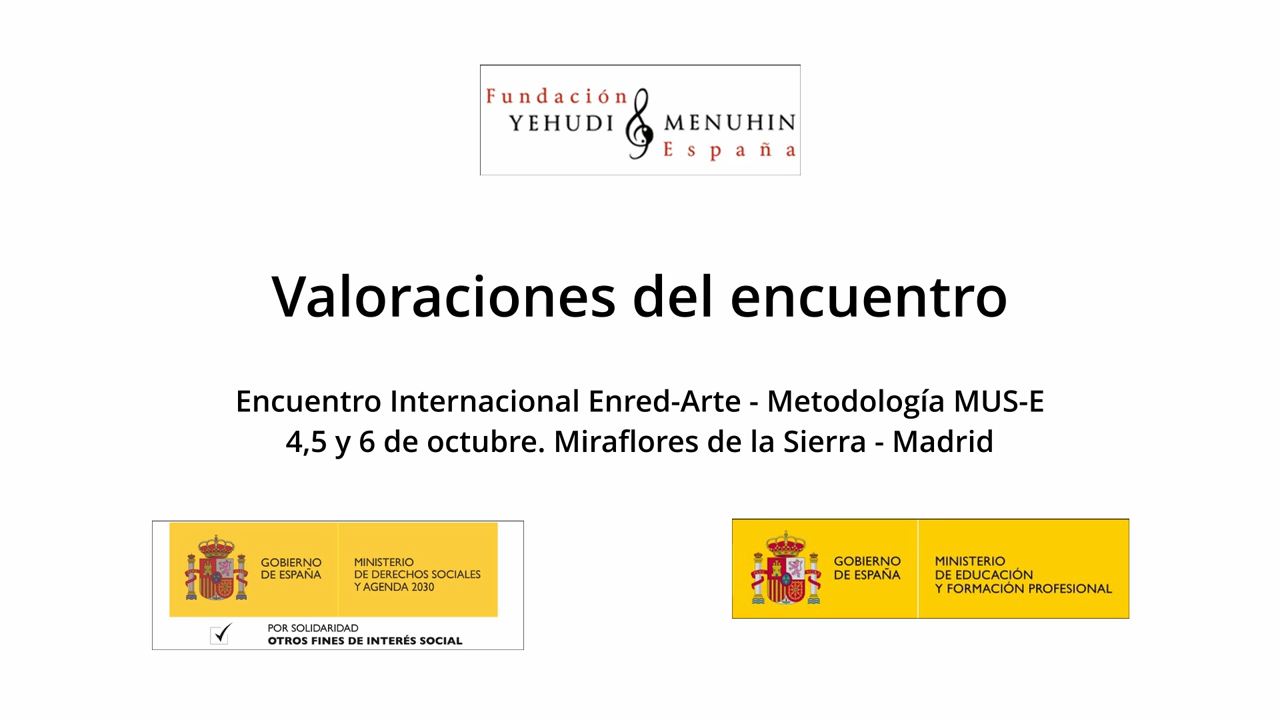 Fundación
YEHUDI MENUHIN
España
Valoraciones del encuentro
Encuentro Internacional Enred-Arte - Metodología MUS-E
4,5 y 6 de octubre. Miraflores de la Sierra - Madrid
GOBIERNO
DE ESPAÑA
MINISTERIO
DE DERECHOS SOCIALES
Y AGENDA 2030
POR SOLIDARIDAD
OTROS FINES DE INTERÉS SOCIAL
GOBIERNO
DE ESPAÑA
MINISTERIO
DE EDUCACIÓN
Y FORMACIÓN PROFESIONAL